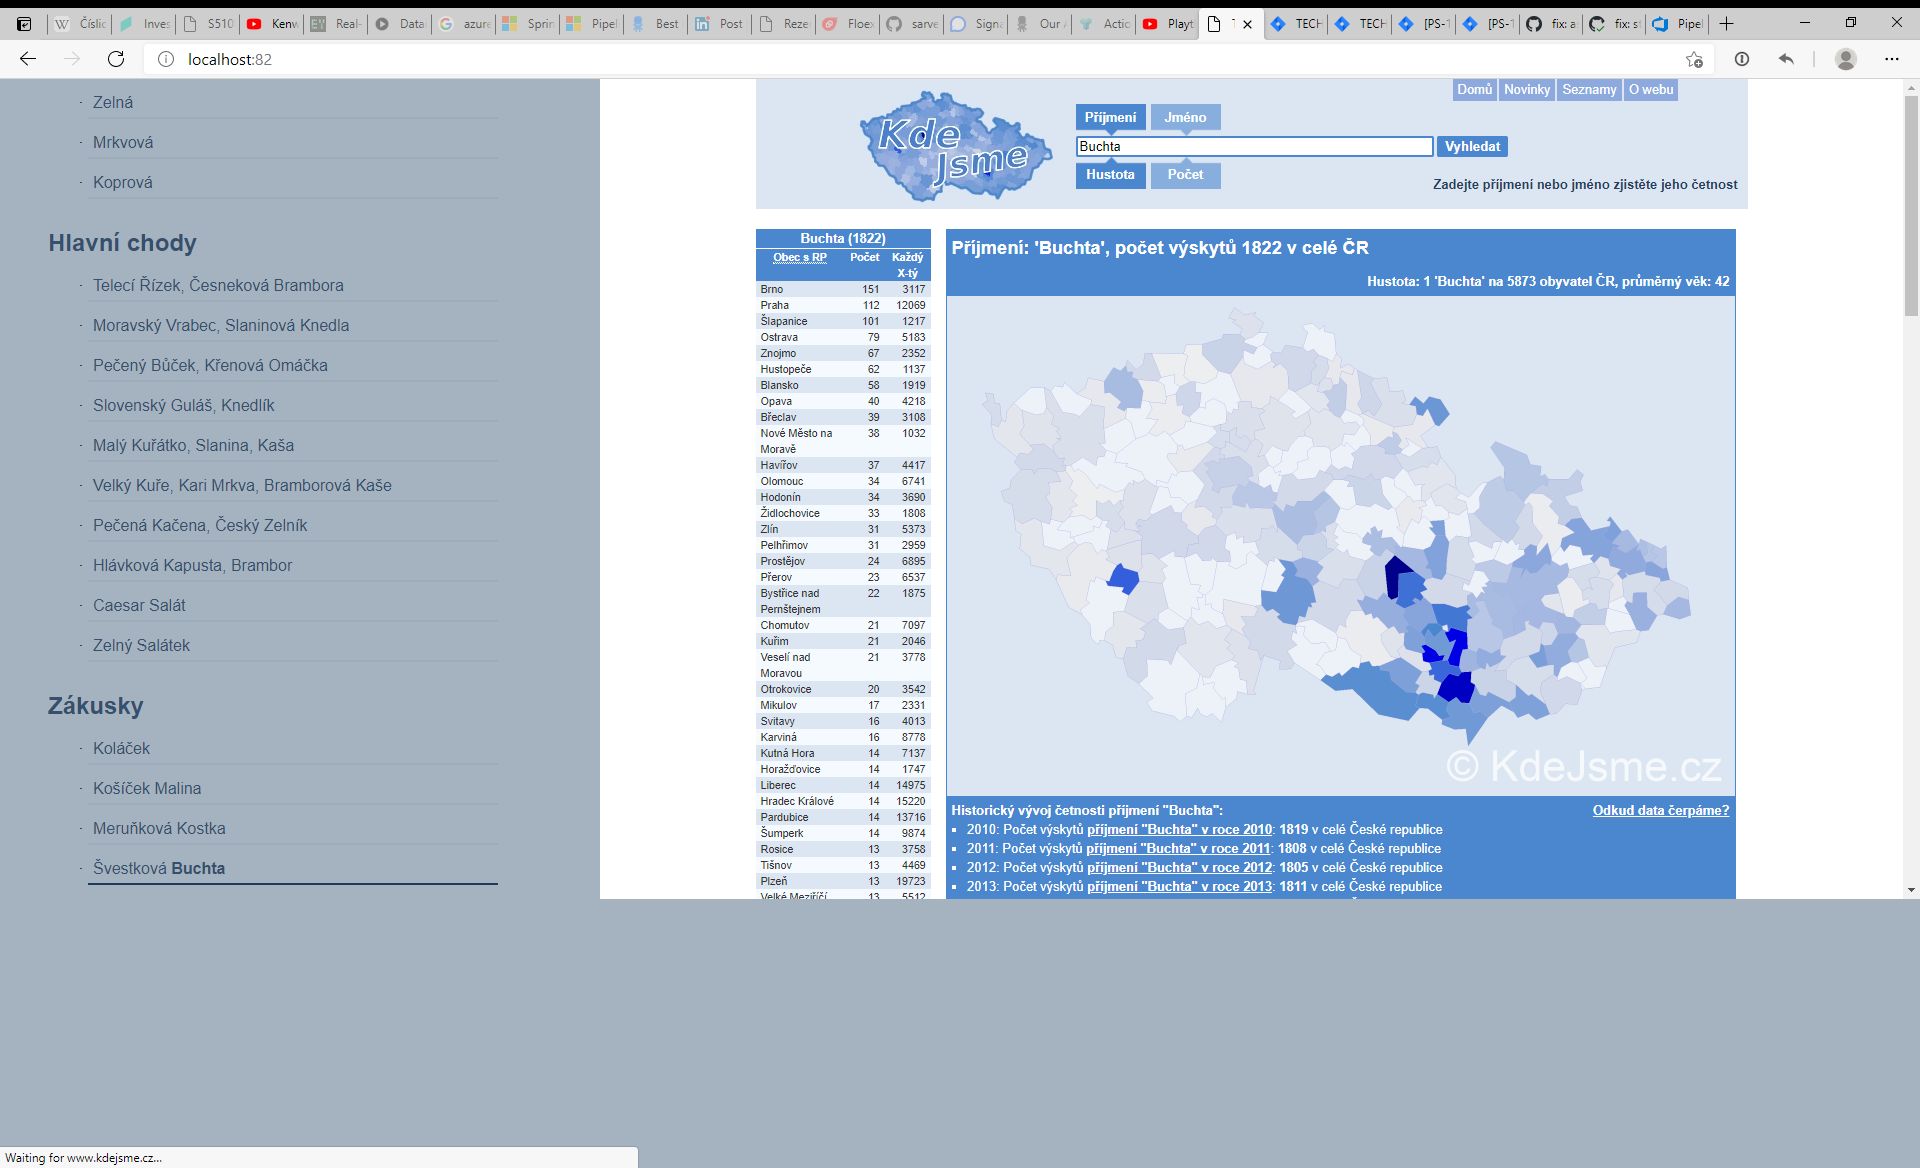 Číslic
Inves
S510
Kenw
Real-
Data
azure
Sprin
Pipel
Best
Post
Reze
Floex
sarve
Signa
Our A
Actio
Playt
TECH
TECH
[PS-1
[PS-1
fix: a
fix: s
Pipel
localhost:82
Zelná
Mrkvová
Koprová
Hlavní chody
Telecí Řízek, Česneková Brambora
Moravský Vrabec, Slaninová Knedla
Pečený Bůček, Křenová Omáčka
Slovenský Guláš, Knedlík
Malý Kuřátko, Slanina, Kaša
Velký Kuře, Kari Mrkva, Bramborová Kaše
Pečená Kačena, Český Zelník
Hlávková Kapusta, Brambor
Caesar Salát
Zelný Salátek
Zákusky
Koláček
Košíček Malina
Meruňková Kostka
Švestková Buchta
Domů Novinky Seznamy O webu
Kde
Jsme
Příjmení Jméno
Buchta Vyhledat
Hustota Počet
Zadejte příjmení nebo jméno zjistěte jeho četnost
Buchta (1822)
Obec s RP Počet Každý
X-tý
Brno 151 3117
Praha 112 12069
Šlapanice 101 1217
Ostrava 79 5183
Znojmo 67 2352
Hustopeče 62 1137
Blansko 58 1919
Opava 40 4218
Břeclav 39 3108
Nové Město na 38 1032
Moravě
Havířov 37 4417
Olomouc 34 6741
Hodonín 34 3690
Židlochovice 33 1808
Zlín 31 5373
Pelhřimov 31 2959
Prostějov 24 6895
Přerov 23 6537
Bystřice nad 22 1875
Pernštejnem
Chomutov 21 7097
Kuřim 21 2046
Veselí nad 21 3778
Moravou
Otrokovice 20 3542
Mikulov 17 2331
Svitavy 16 4013
Karviná 16 8778
Kutná Hora 14 7137
Horažďovice 14 1747
Liberec 14 14975
Hradec Králové 14 15220
Pardubice 14 13716
Šumperk 14 9874
Rosice 13 3758
Tišnov 13 4469
Plzeň 13 19723
Velké Meziříčí 13 5512
Příjmení: 'Buchta', počet výskytů 1822 v celé ČR
Hustota: 1 'Buchta' na 5873 obyvatel ČR, průměrný věk: 42
© KdeJsme.cz
Historický vývoj četnosti příjmení "Buchta": Odkud data čerpáme?
2010: Počet výskytů příjmení "Buchta" v roce 2010: 1819 v celé České republice
2011: Počet výskytů příjmení "Buchta" v roce 2011: 1808 v celé České republice
2012: Počet výskytů příjmení "Buchta" v roce 2012: 1805 v celé České republice
2013: Počet výskytů příjmení "Buchta" v roce 2013: 1811 v celé České republice
Waiting for www.kdejsme.cz...